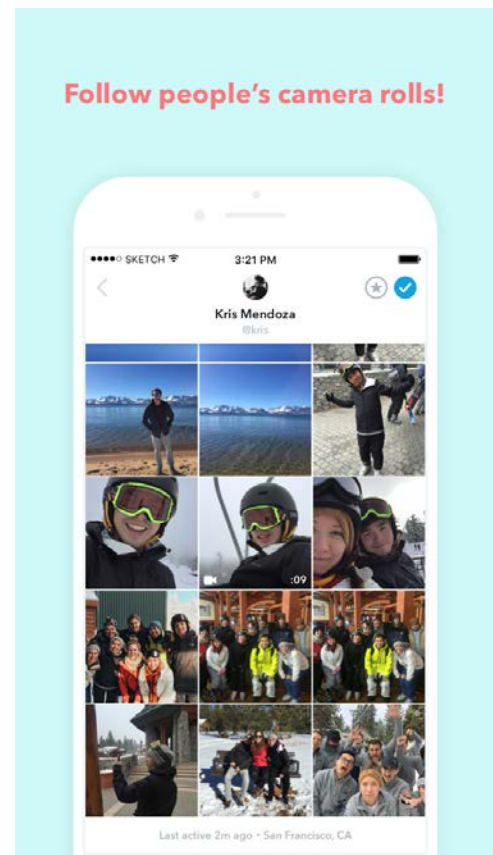 Follow people's camera rolls!
SKETCH 3:21 PM
Kris Mendoza
@kris
:09
Last active 2m ago • San Francisco, CA